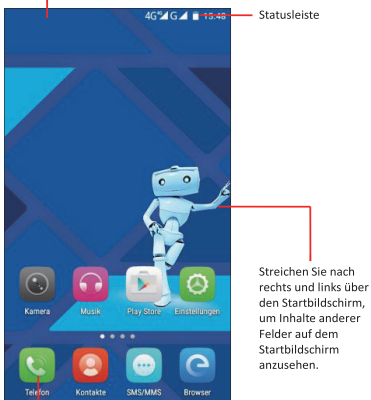 4G G 15:48
Statusleiste
Streichen Sie nach
rechts und links über
den Startbildschirm,
um Inhalte anderer
Felder auf dem
Startbildschirm
anzusehen.
Kamera Musik Play Store Einstellungen
Telefon Kontakte SMS/MMS Browser